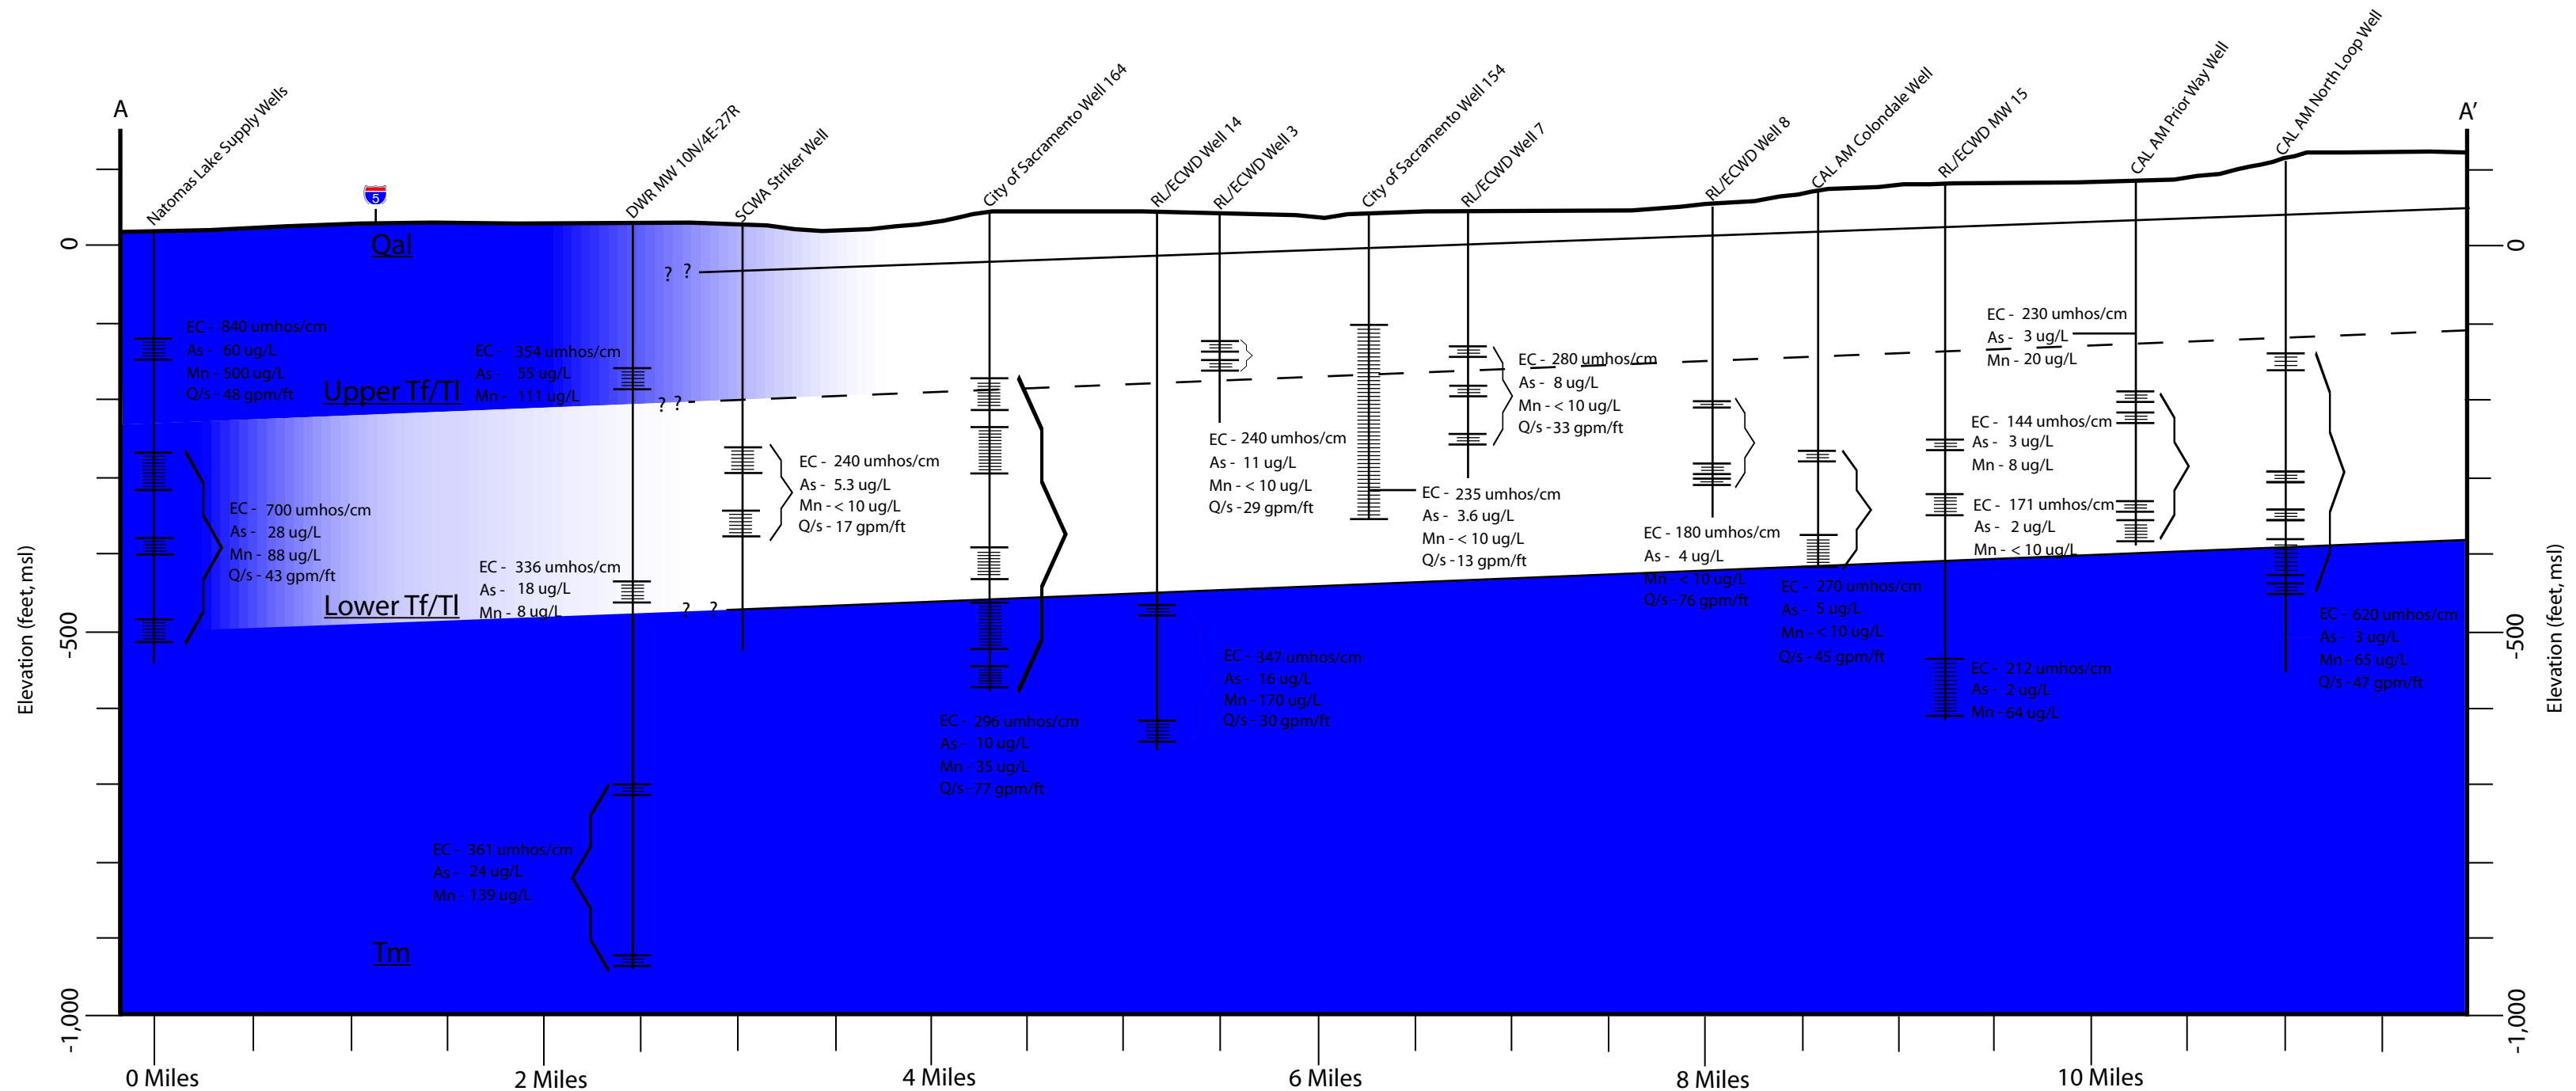 A
A'
Natomas Lake Supply Wells
5
DWR MW 10N/4E-27R
SCWA Striker Well
City of Sacramento Well 164
RL/ECWD Well 14
RL/ECWD Well 3
City of Sacramento Well 154
RL/ECWD Well 7
RL/ECWD Well 8
CAL AM Colondale Well
RL/ECWD MW 15
CAL AM Prior Way Well
CAL AM North Loop Well
0
Qal
0
? ?
EC - 840 umhos/cm
As - 60 ug/L
Mn - 500 ug/L
Q/s - 48 gpm/ft
Upper Tf/Tl
EC - 354 umhos/cm
As - 55 ug/L
Mn - 111 ug/L
? ?
EC - 280 umhos/cm
As - 8 ug/L
Mn - < 10 ug/L
Q/s -33 gpm/ft
EC - 230 umhos/cm
As - 3 ug/L
Mn - 20 ug/L
EC - 144 umhos/cm
As - 3 ug/L
Mn - 8 ug/L
EC - 700 umhos/cm
As - 28 ug/L
Mn - 88 ug/L
Q/s - 43 gpm/ft
EC - 240 umhos/cm
As - 5.3 ug/L
Mn - < 10 ug/L
Q/s - 17 gpm/ft
EC - 240 umhos/cm
As - 11 ug/L
Mn - < 10 ug/L
Q/s -29 gpm/ft
EC - 235 umhos/cm
As - 3.6 ug/L
Mn - < 10 ug/L
Q/s -13 gpm/ft
EC - 180 umhos/cm
As - 4 ug/L
Mn - < 10 ug/L
Q/s -76 gpm/ft
EC - 171 umhos/cm
As - 2 ug/L
Mn - < 10 ug/L
EC - 336 umhos/cm
As - 18 ug/L
Mn - 8 ug/L
Lower Tf/Tl
? ?
EC - 270 umhos/cm
As - 5 ug/L
Mn - < 10 ug/L
Q/s - 45 gpm/ft
EC - 620 umhos/cm
As - 3 ug/L
Mn - 65 ug/L
Q/s -47 gpm/ft
Elevation (feet, msl)
-500
-500
Elevation (feet, msl)
EC - 347 umhos/cm
As - 16 ug/L
Mn -170 ug/L
Q/s - 30 gpm/ft
EC - 212 umhos/cm
As - 2 ug/L
Mn - 64 ug/L
EC - 296 umhos/cm
As - 10 ug/L
Mn - 35 ug/L
Q/s -77 gpm/ft
EC - 361 umhos/cm
As - 24 ug/L
Mn - 139 ug/L
Tm
-1,000
-1,000
0 Miles
2 Miles
4 Miles
6 Miles
8 Miles
10 Miles